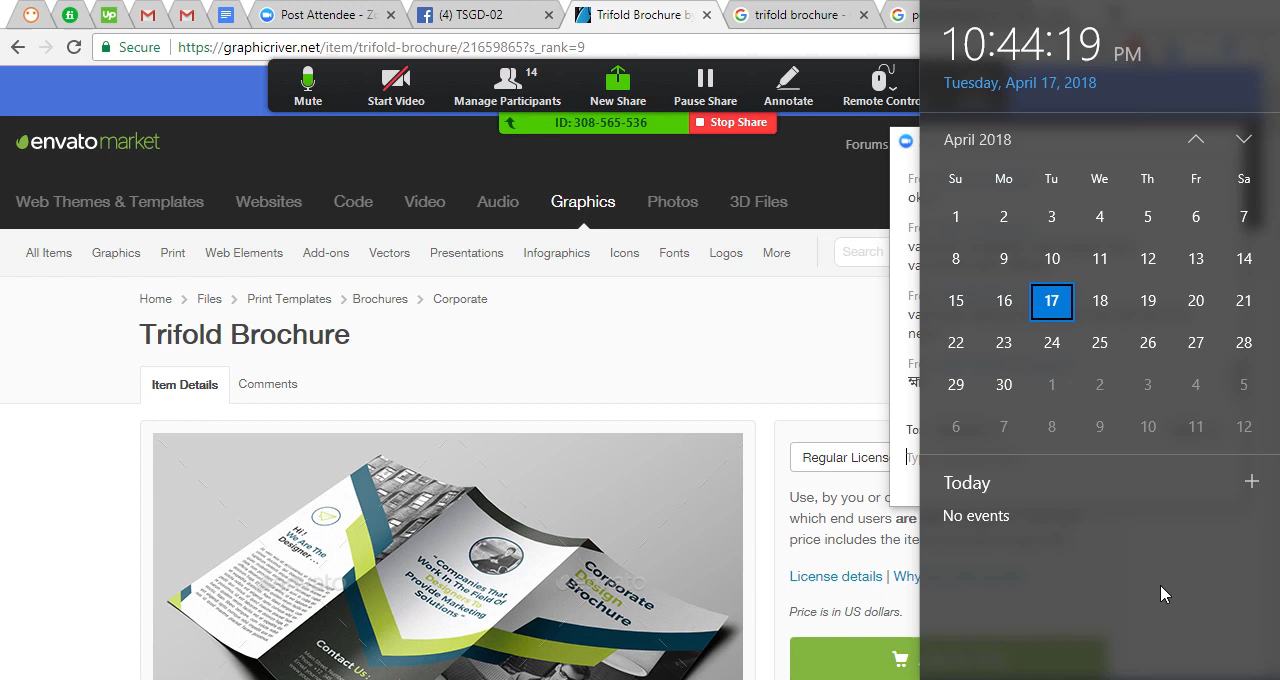 Post Attendee - Zo
(4) TSGD-02
Trifold Brochure by
trifold brochure -
Secure
https://graphicriver.net/item/trifold-brochure/21659865?s_rank=9
Mute
Start Video
Manage Participants
14
New Share
Pause Share
Annotate
Remote Contro
ID: 308-565-536
Stop Share
envatomarket
Forums
Web Themes & Templates
Websites
Code
Video
Audio
Graphics
Photos
3D Files
All Items
Graphics
Print
Web Elements
Add-ons
Vectors
Presentations
Infographics
Icons
Fonts
Logos
More
Search
Home > Files > Print Templates > Brochures > Corporate
Trifold Brochure
Item Details
Comments
Hi!
We Are The
Designer...
" Companies That
Work In The Field Of
Designers To
Provide Marketing
Solutions "
Corporate
Design
Brochure
Contact Us:
envato
Regular License
Use, by you or
which end users are
price includes the ite
License details | Why
Price is in US dollars.
10:44:19 PM
Tuesday, April 17, 2018
April 2018
Su Mo Tu We Th Fr Sa
1 2 3 4 5 6 7
8 9 10 11 12 13 14
15 16 17 18 19 20 21
22 23 24 25 26 27 28
29 30 1 2 3 4 5
6 7 8 9 10 11 12
Today
No events